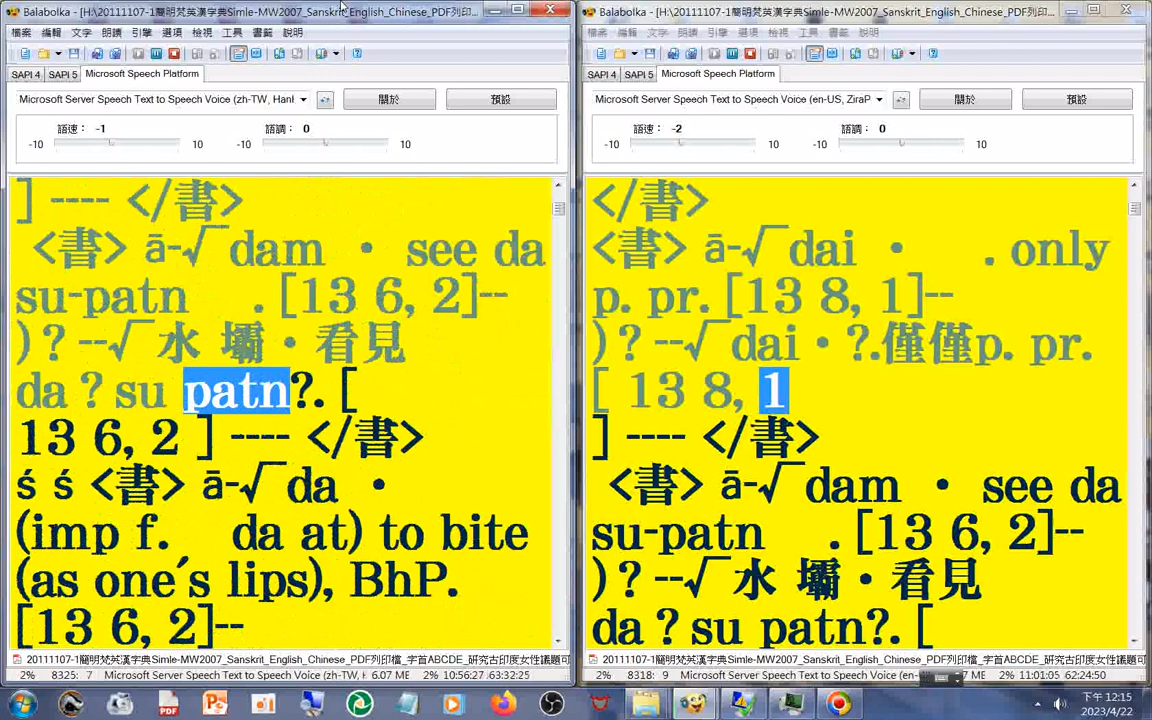 Balabolka - [H:\20111107-1簡明梵英漢字典Simle-MW2007_Sanskrit_English_Chinese_PDF列印...
檔案 編輯 文字 朗讀 引擎 選項 檢視 工具 書籤 說明
SAPI 4 SAPI 5 Microsoft Speech Platform
Microsoft Server Speech Text to Speech Voice (zh-TW, Hanl
關於 預設
語速： -1 語調： 0
-10 10 -10 10
] ---- </書>
<書> ā-√dam • see da
su-patn . [13 6, 2]--
)? --√水 壩•看見
da ? su patn?. [
13 6, 2 ] ---- </書>
ś ś <書> ā-√da •
(imp f. da at) to bite
(as one's lips), BhP.
[13 6, 2]--
20111107-1簡明梵英漢字典Simle-MW2007_Sanskrit_English_Chinese_PDF列印檔_字首ABCDE_研究古印度女性議題可
2% 8325: 7 Microsoft Server Speech Text to Speech Voice (zh-TW, H 6.07 ME 2% 10:56:27 -63:32:25
Balabolka - [H:\20111107-1簡明梵英漢字典Simle-MW2007_Sanskrit_English_Chinese_PDF列印...
檔案 編輯 文字 朗讀 引擎 選項 檢視 工具 書籤 說明
SAPI 4 SAPI 5 Microsoft Speech Platform
Microsoft Server Speech Text to Speech Voice (en-US, ZiraP
關於 預設
語速： -2 語調： 0
-10 10 -10 10
</書>
<書> ā-√dai • . only
p. pr. [13 8, 1]--
)? --√dai•?.僅僅p. pr.
[ 13 8, 1
] ---- </書>
<書> ā-√dam • see da
su-patn . [13 6, 2]--
)? --√水 壩•看見
da ? su patn?. [
20111107-1簡明梵英漢字典Simle-MW2007_Sanskrit_English_Chinese_PDF列印檔_字首ABCDE_研究古印度女性議題可
2% 8318: 9 Microsoft Server Speech Text to Speech Voice 2% 11:01:05 -62:24:50
PDF
下午 12:15
2023/4/22